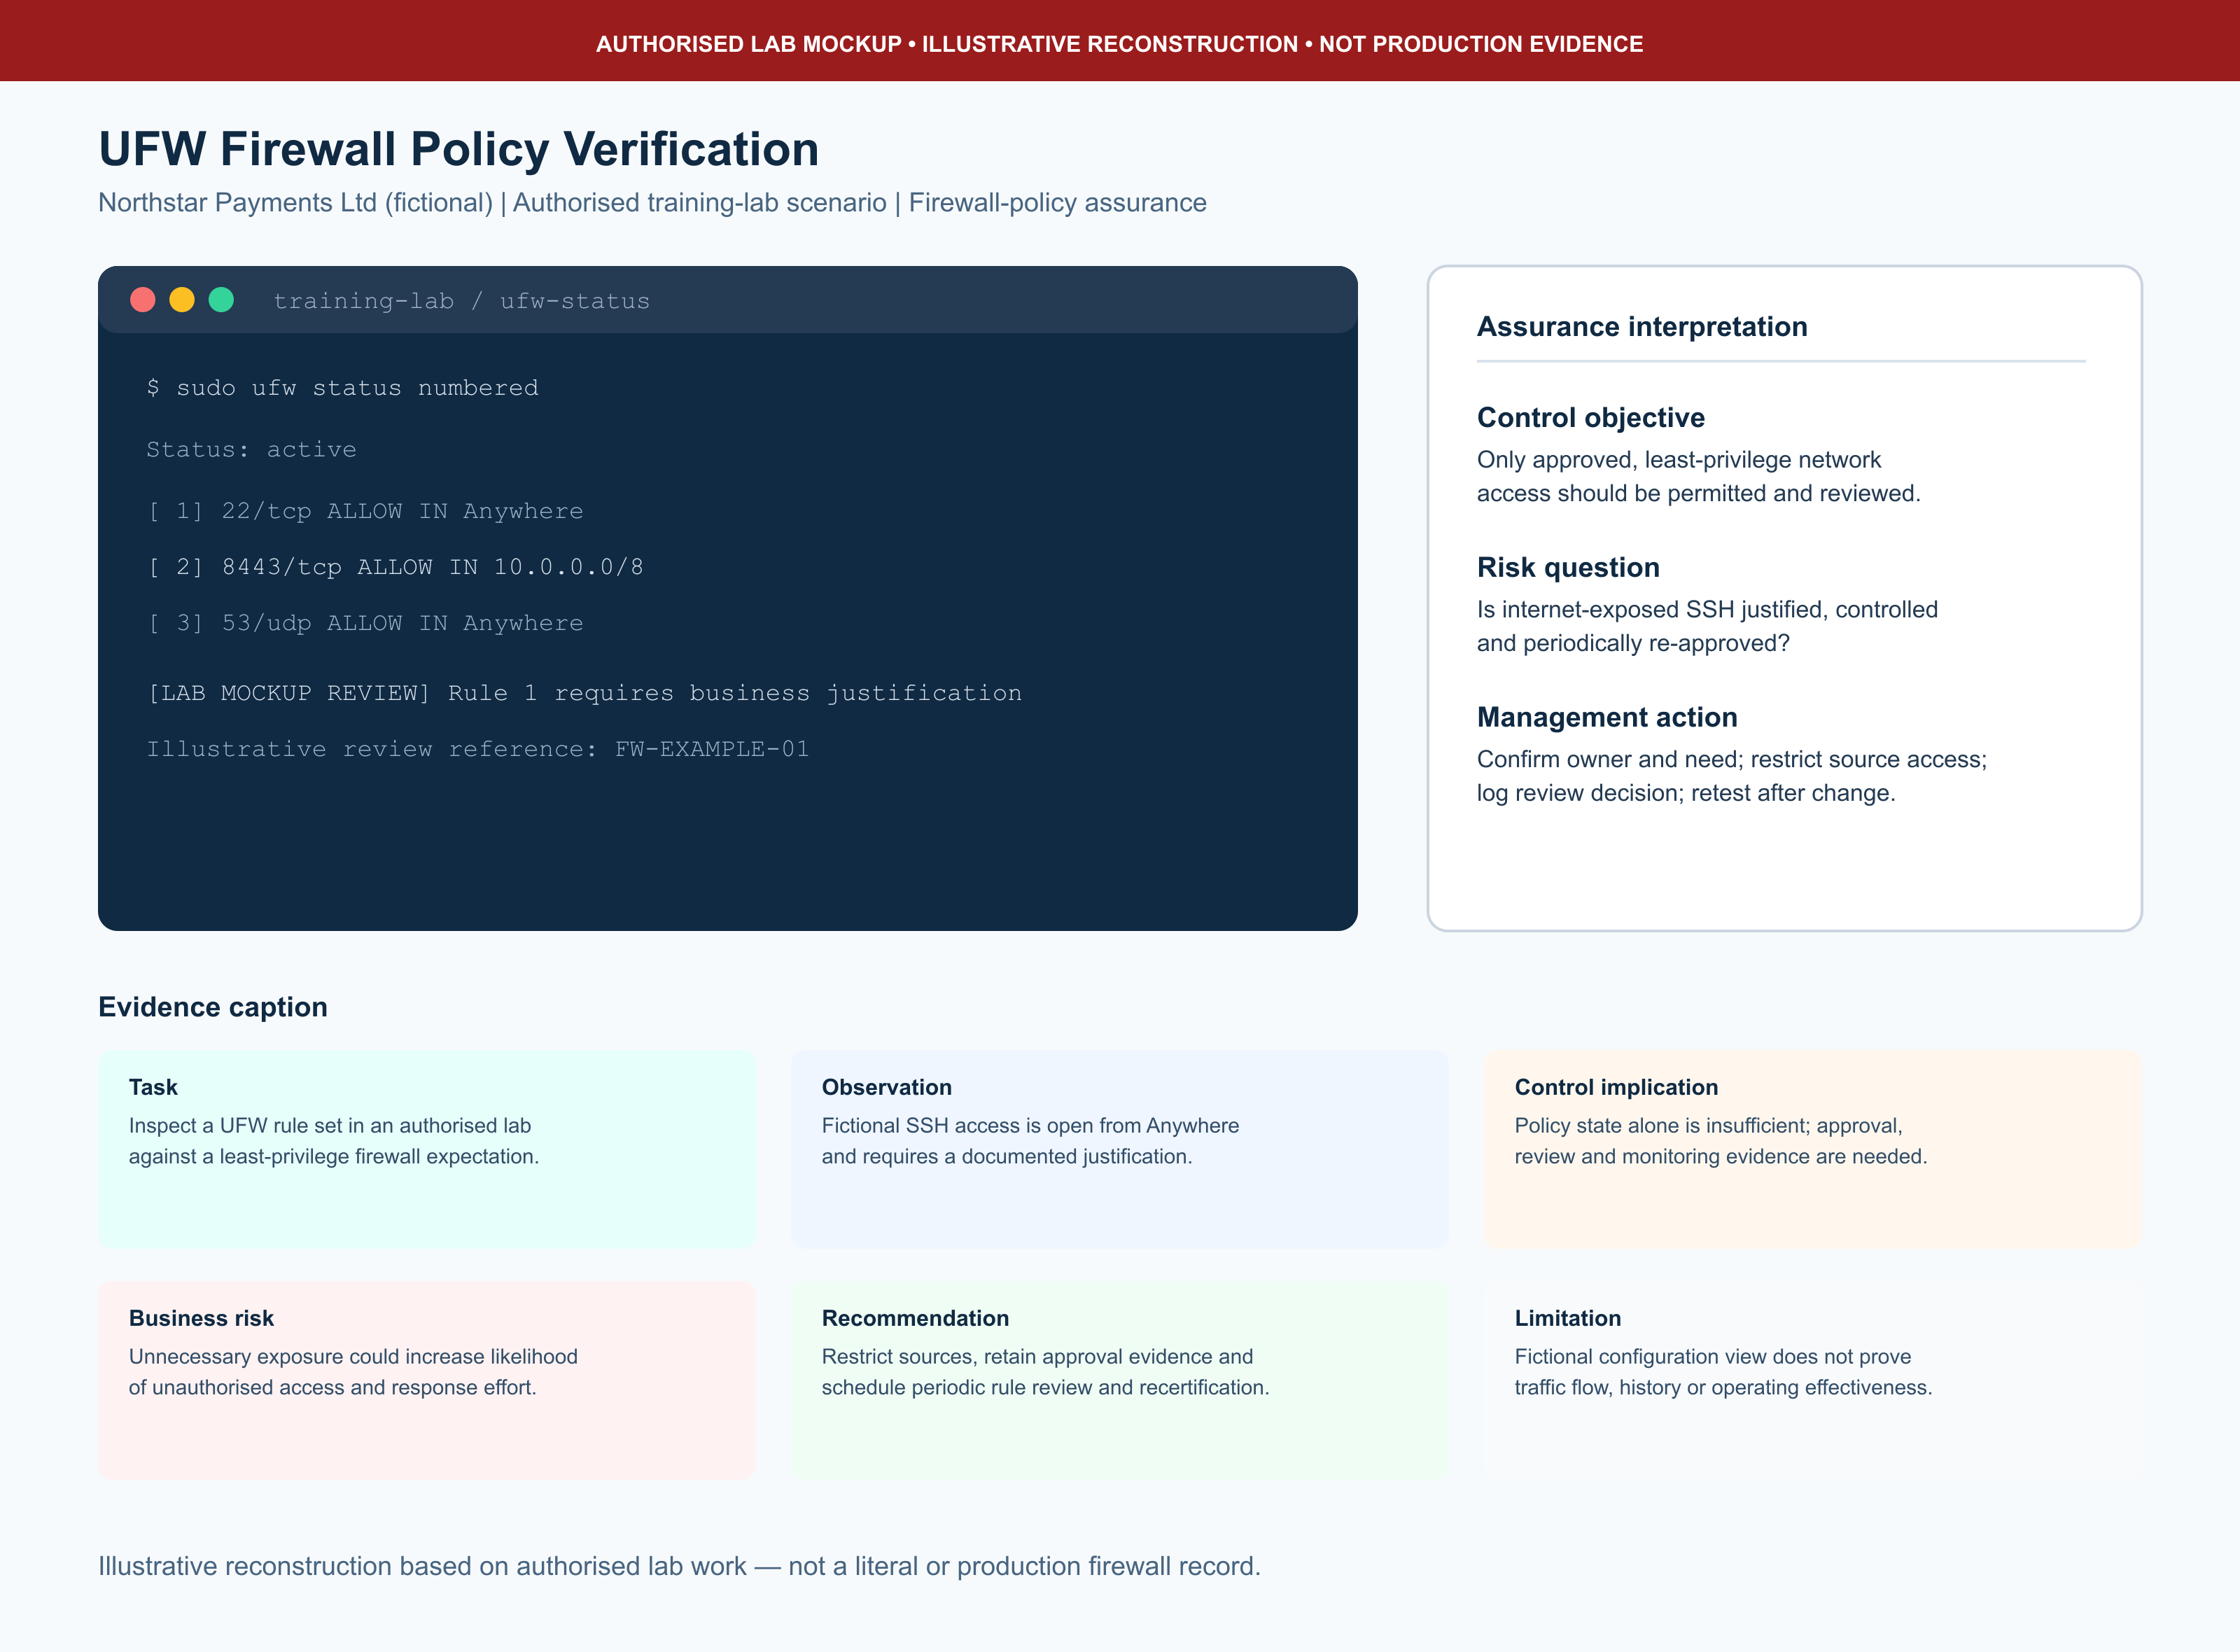 AUTHORISED LAB MOCKUP • ILLUSTRATIVE RECONSTRUCTION • NOT PRODUCTION EVIDENCE
UFW Firewall Policy Verification
Northstar Payments Ltd (fictional) | Authorised training-lab scenario | Firewall-policy assurance
training-lab / ufw-status
$ sudo ufw status numbered
Status: active
[ 1] 22/tcp ALLOW IN Anywhere
[ 2] 8443/tcp ALLOW IN 10.0.0.0/8
[ 3] 53/udp ALLOW IN Anywhere
[LAB MOCKUP REVIEW] Rule 1 requires business justification
Illustrative review reference: FW-EXAMPLE-01
Assurance interpretation
Control objective
Only approved, least-privilege network
access should be permitted and reviewed.
Risk question
Is internet-exposed SSH justified, controlled
and periodically re-approved?
Management action
Confirm owner and need; restrict source access;
log review decision; retest after change.
Evidence caption
Task
Inspect a UFW rule set in an authorised lab
against a least-privilege firewall expectation.
Observation
Fictional SSH access is open from Anywhere
and requires a documented justification.
Control implication
Policy state alone is insufficient; approval,
review and monitoring evidence are needed.
Business risk
Unnecessary exposure could increase likelihood
of unauthorised access and response effort.
Recommendation
Restrict sources, retain approval evidence and
schedule periodic rule review and recertification.
Limitation
Fictional configuration view does not prove
traffic flow, history or operating effectiveness.
Illustrative reconstruction based on authorised lab work — not a literal or production firewall record.